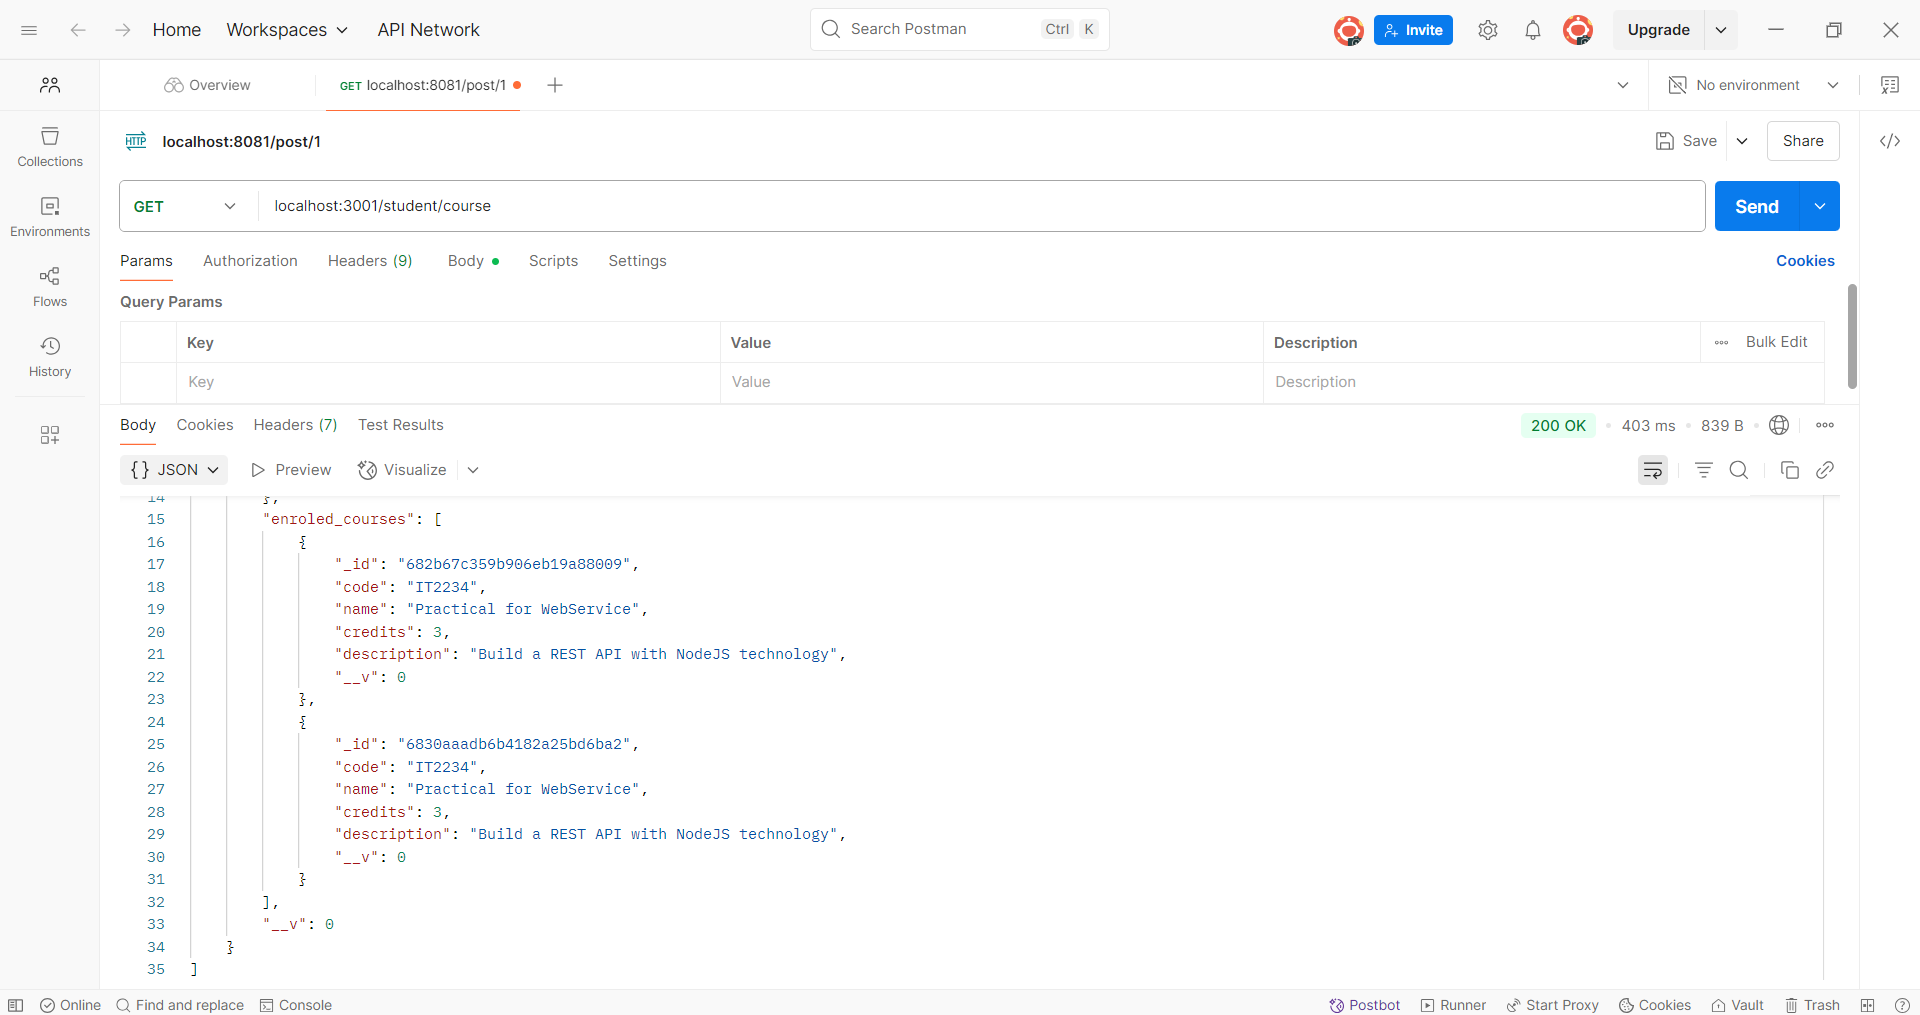 Home Workspaces API Network Search Postman Ctrl K Invite Upgrade
Overview GET localhost:8081/post/1 No environment
HTTP localhost:8081/post/1 Save Share
Collections
GET localhost:3001/student/course Send
Environments
Params Authorization Headers (9) Body Scripts Settings Cookies
Flows
Query Params
Key Value Description Bulk Edit
History
Key Value Description
Body Cookies Headers (7) Test Results 200 OK 403 ms 839 B
{} JSON Preview Visualize
14 },
15 "enroled_courses": [
16 {
17 "_id": "682b67c359b906eb19a88009",
18 "code": "IT2234",
19 "name": "Practical for WebService",
20 "credits": 3,
21 "description": "Build a REST API with NodeJS technology",
22 "__v": 0
23 },
24 {
25 "_id": "6830aaadb6b4182a25bd6ba2",
26 "code": "IT2234",
27 "name": "Practical for WebService",
28 "credits": 3,
29 "description": "Build a REST API with NodeJS technology",
30 "__v": 0
31 }
32 ],
33 "__v": 0
34 }
35 ]
Online Find and replace Console Postbot Runner Start Proxy Cookies Vault Trash